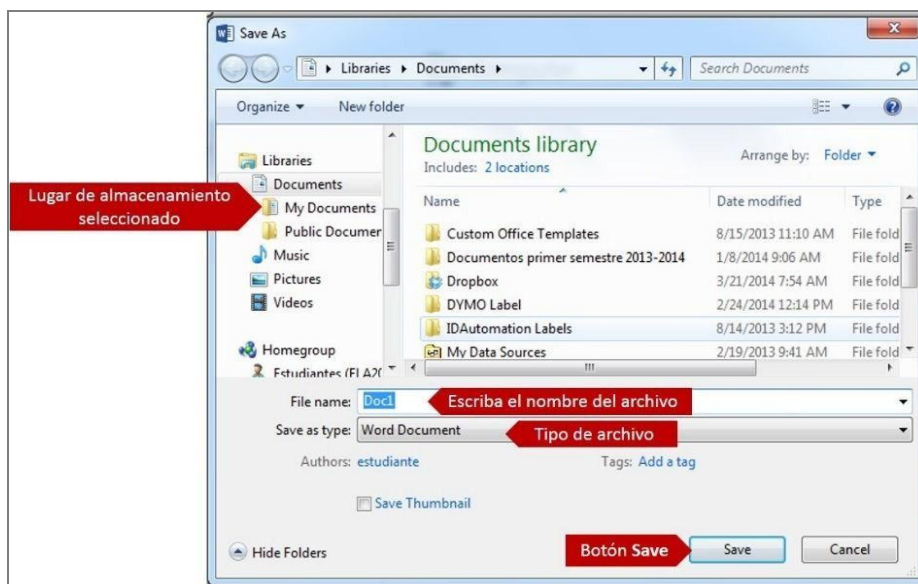 Save As
Libraries Documents
Search Documents
Organize New folder
Documents library
Includes: 2 locations
Arrange by: Folder
Libraries
Documents
My Documents
Public Documer
Music
Pictures
Videos
Homegroup
Estudiantes (ELA20
Lugar de almacenamiento
seleccionado
Name Date modified Type
Custom Office Templates 8/15/2013 11:10 AM File fold
Documentos primer semestre 2013-2014 1/8/2014 9:06 AM File fold
Dropbox 3/21/2014 7:54 AM File fold
DYMO Label 2/24/2014 12:14 PM File fold
IDAutomation Labels 8/14/2013 3:12 PM File fold
My Data Sources 2/19/2013 9:41 AM File fold
File name: Doc1 Escriba el nombre del archivo
Save as type: Word Document Tipo de archivo
Authors: estudiante Tags: Add a tag
Save Thumbnail
Hide Folders Botón Save Save Cancel